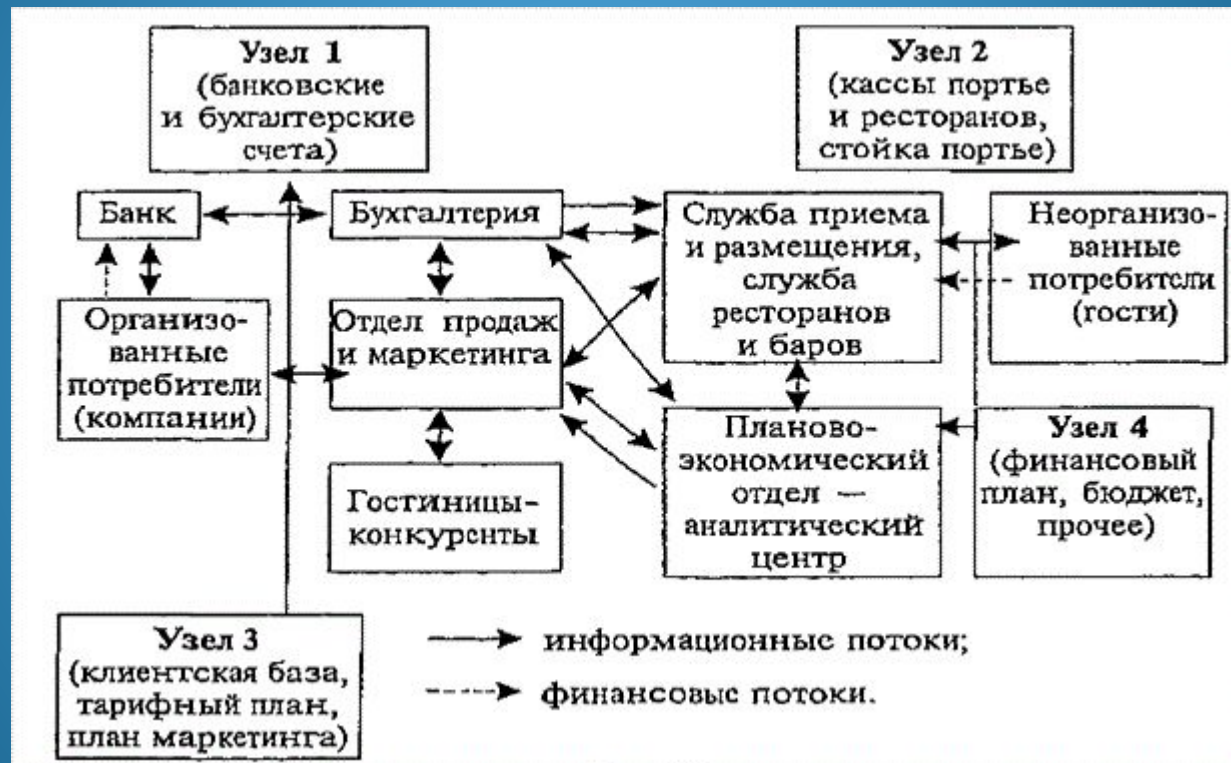 Узел 1
(банковские
и бухгалтерские
счета)
Узел 2
(кассы портье
и ресторанов,
стойка портье)
Банк
Бухгалтерия
Служба приема
и размещения,
служба
ресторанов
и баров
Неорганизо-
ванные
потребители
(гости)
Организо-
ванные
потребители
(компании)
Отдел продаж
и маркетинга
Гостиницы-
конкуренты
Планово-
экономический
отдел —
аналитический
центр
Узел 4
(финансовый
план, бюджет,
прочее)
Узел 3
(клиентская база,
тарифный план,
план маркетинга)
информационные потоки;
финансовые потоки.